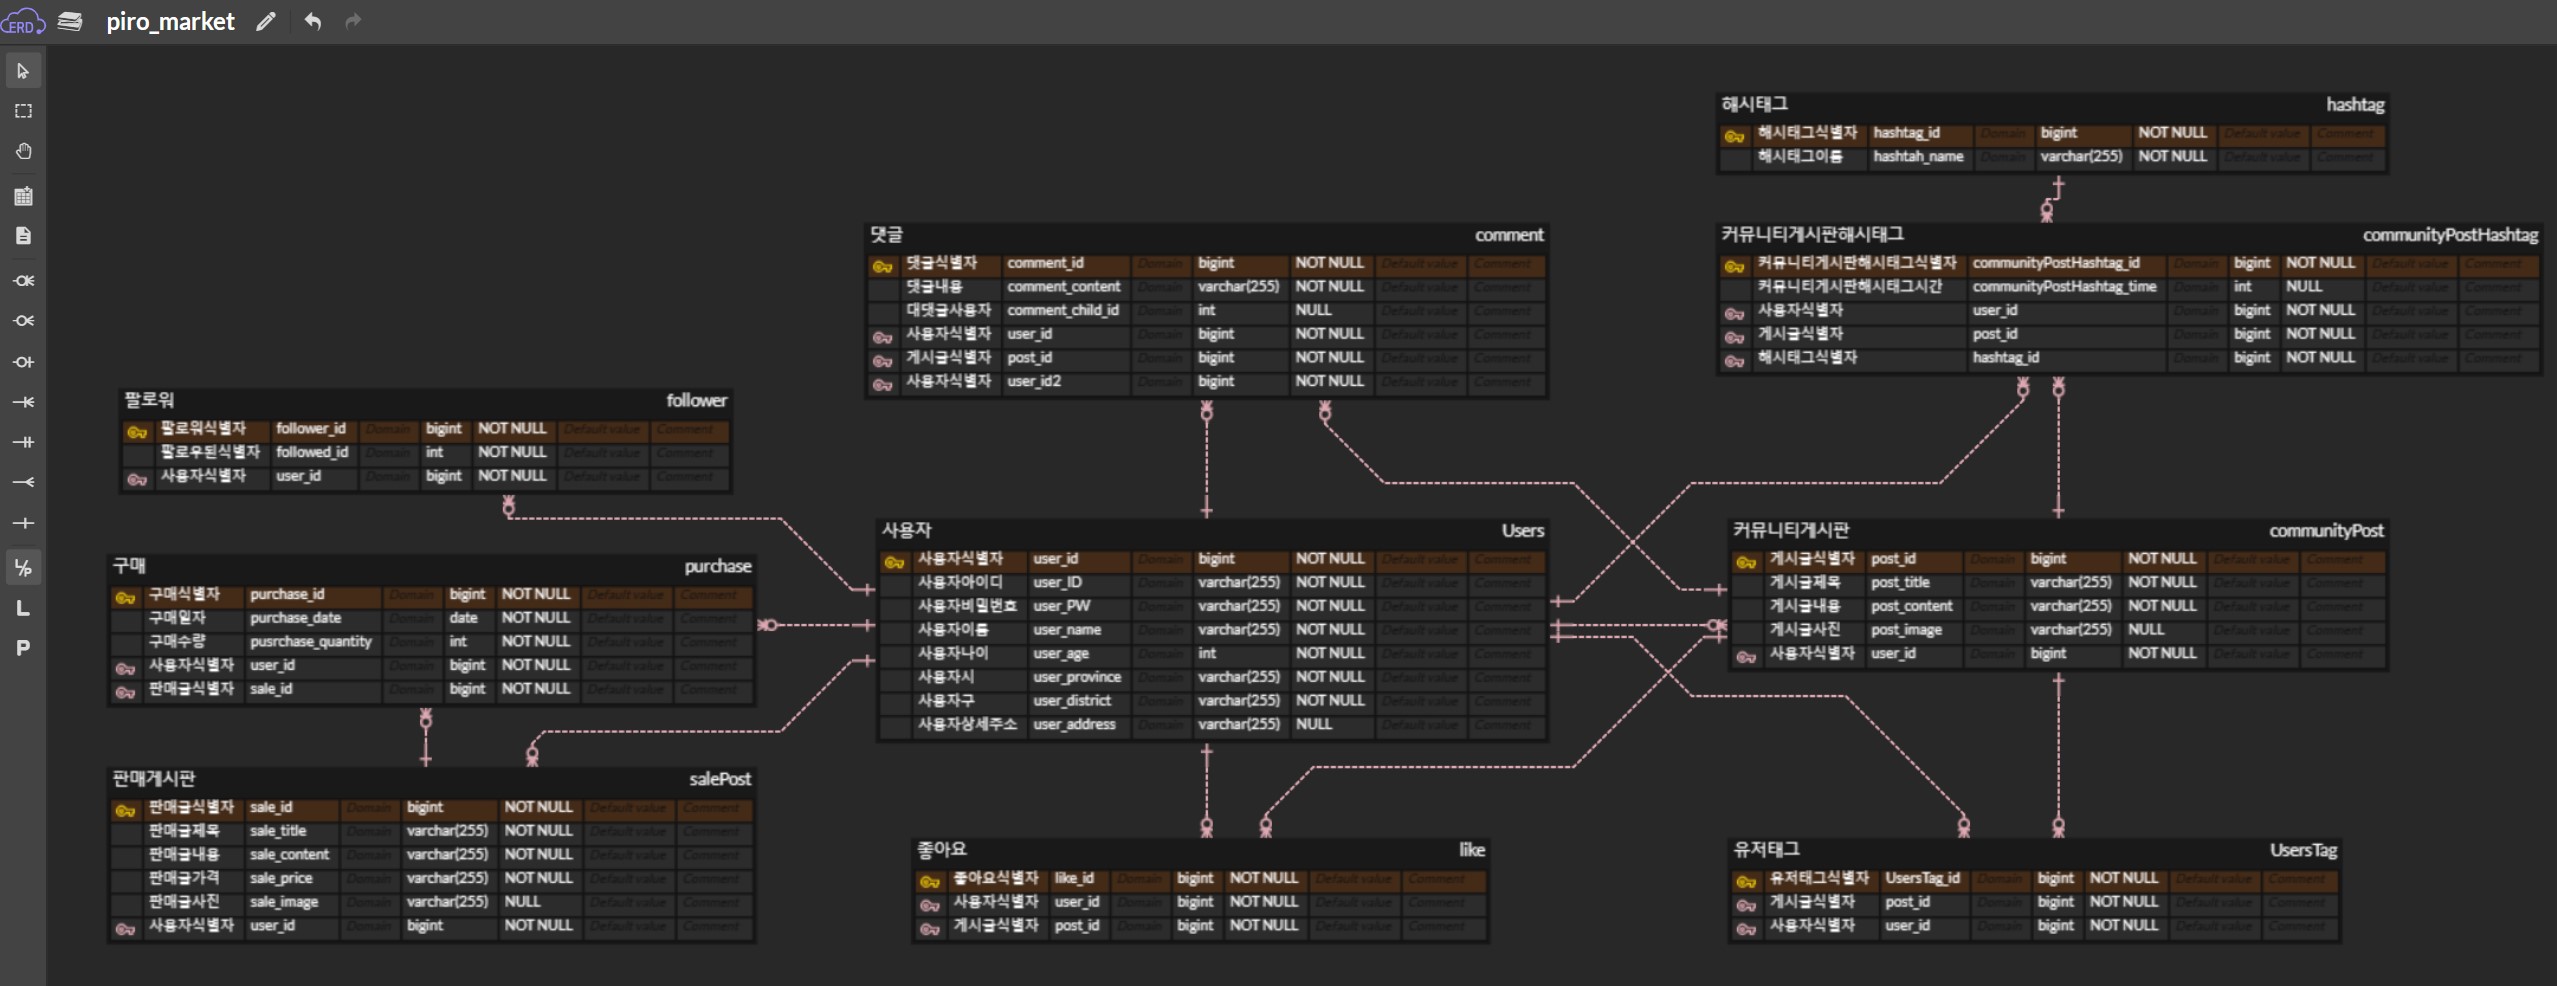 ERD piro_market
해시태그 hashtag
해시태그식별자 hashtag_id Domain bigint NOT NULL Default value Comment
해시태그이름 hashtah_name Domain varchar(255) NOT NULL Default value Comment
댓글 comment
댓글식별자 comment_id Domain bigint NOT NULL Default value Comment
댓글내용 comment_content Domain varchar(255) NOT NULL Default value Comment
대댓글사용자 comment_child_id Domain int NULL Default value Comment
사용자식별자 user_id Domain bigint NOT NULL Default value Comment
게시글식별자 post_id Domain bigint NOT NULL Default value Comment
사용자식별자 user_id2 Domain bigint NOT NULL Default value Comment
커뮤니티게시판해시태그 communityPostHashtag
커뮤니티게시판해시태그식별자 communityPostHashtag_id Domain bigint NOT NULL Default value Comment
커뮤니티게시판해시태그시간 communityPostHashtag_time Domain int NULL Default value Comment
사용자식별자 user_id Domain bigint NOT NULL Default value Comment
게시글식별자 post_id Domain bigint NOT NULL Default value Comment
해시태그식별자 hashtag_id Domain bigint NOT NULL Default value Comment
팔로워 follower
팔로워식별자 follower_id Domain bigint NOT NULL Default value Comment
팔로우된식별자 followed_id Domain int NOT NULL Default value Comment
사용자식별자 user_id Domain bigint NOT NULL Default value Comment
구매 purchase
구매식별자 purchase_id Domain bigint NOT NULL Default value Comment
구매일자 purchase_date Domain date NOT NULL Default value Comment
구매수량 pusrchase_quantity Domain int NOT NULL Default value Comment
사용자식별자 user_id Domain bigint NOT NULL Default value Comment
판매글식별자 sale_id Domain bigint NOT NULL Default value Comment
사용자 Users
사용자식별자 user_id Domain bigint NOT NULL Default value Comment
사용자아이디 user_ID Domain varchar(255) NOT NULL Default value Comment
사용자비밀번호 user_PW Domain varchar(255) NOT NULL Default value Comment
사용자이름 user_name Domain varchar(255) NOT NULL Default value Comment
사용자나이 user_age Domain int NOT NULL Default value Comment
사용자시 user_province Domain varchar(255) NOT NULL Default value Comment
사용자구 user_district Domain varchar(255) NOT NULL Default value Comment
사용자상세주소 user_address Domain varchar(255) NULL Default value Comment
커뮤니티게시판 communityPost
게시글식별자 post_id Domain bigint NOT NULL Default value Comment
게시글제목 post_title Domain varchar(255) NOT NULL Default value Comment
게시글내용 post_content Domain varchar(255) NOT NULL Default value Comment
게시글사진 post_image Domain varchar(255) NULL Default value Comment
사용자식별자 user_id Domain bigint NOT NULL Default value Comment
판매게시판 salePost
판매글식별자 sale_id Domain bigint NOT NULL Default value Comment
판매글제목 sale_title Domain varchar(255) NOT NULL Default value Comment
판매글내용 sale_content Domain varchar(255) NOT NULL Default value Comment
판매글가격 sale_price Domain varchar(255) NOT NULL Default value Comment
판매글사진 sale_image Domain varchar(255) NULL Default value Comment
사용자식별자 user_id Domain bigint NOT NULL Default value Comment
좋아요 like
좋아요식별자 like_id Domain bigint NOT NULL Default value Comment
사용자식별자 user_id Domain bigint NOT NULL Default value Comment
게시글식별자 post_id Domain bigint NOT NULL Default value Comment
유저태그 UsersTag
유저태그식별자 UsersTag_id Domain bigint NOT NULL Default value Comment
게시글식별자 post_id Domain bigint NOT NULL Default value Comment
사용자식별자 user_id Domain bigint NOT NULL Default value Comment
L/P
L
P